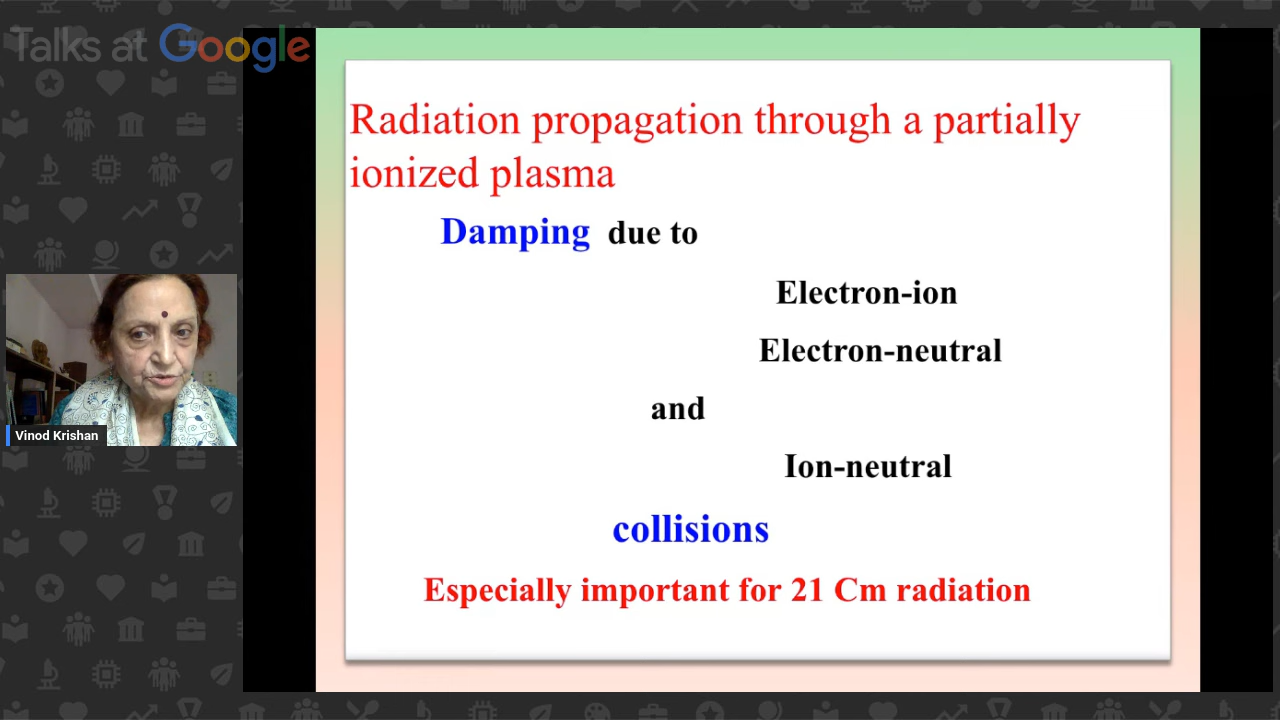 Talks at Google
Radiation propagation through a partially
ionized plasma
Damping due to
Electron-ion
Electron-neutral
and
Ion-neutral
collisions
Especially important for 21 Cm radiation
Vinod Krishan